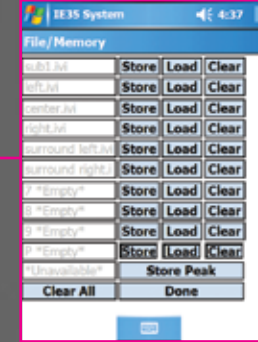 IE35 System 4:37
File/Memory
sub1.ivi Store Load Clear
left.ivi Store Load Clear
center.ivi Store Load Clear
right.ivi Store Load Clear
surround left.ivi Store Load Clear
surround right.i Store Load Clear
7 *Empty* Store Load Clear
8 *Empty* Store Load Clear
9 *Empty* Store Load Clear
P *Empty* Store Load Clear
*Unavailable* Store Peak
Clear All Done